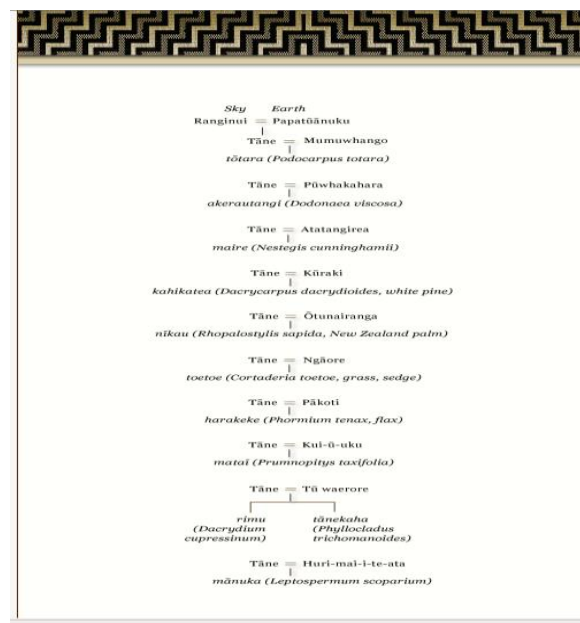 Sky Earth
Ranginui = Papatūānuku
Tāne = Mumuwhango
tōtara (Podocarpus totara)
Tāne = Pūwhakahara
akerautangi (Dodonaea viscosa)
Tāne = Atatangirea
maire (Nestegis cunninghamii)
Tāne = Kūraki
kahikatea (Dacrycarpus dacrydioides, white pine)
Tāne = Ōtunairanga
nīkau (Rhopalostylis sapida, New Zealand palm)
Tāne = Ngāore
toetoe (Cortaderia toetoe, grass, sedge)
Tāne = Pākoti
harakeke (Phormium tenax, flax)
Tāne = Kui-ū-uku
mataī (Prumnopitys taxifolia)
Tāne = Tū waerore
rimu tānekaha
(Dacrydium (Phyllocladus
cupressinum) trichomanoides)
Tāne = Huri-mai-i-te-ata
mānuka (Leptospermum scoparium)